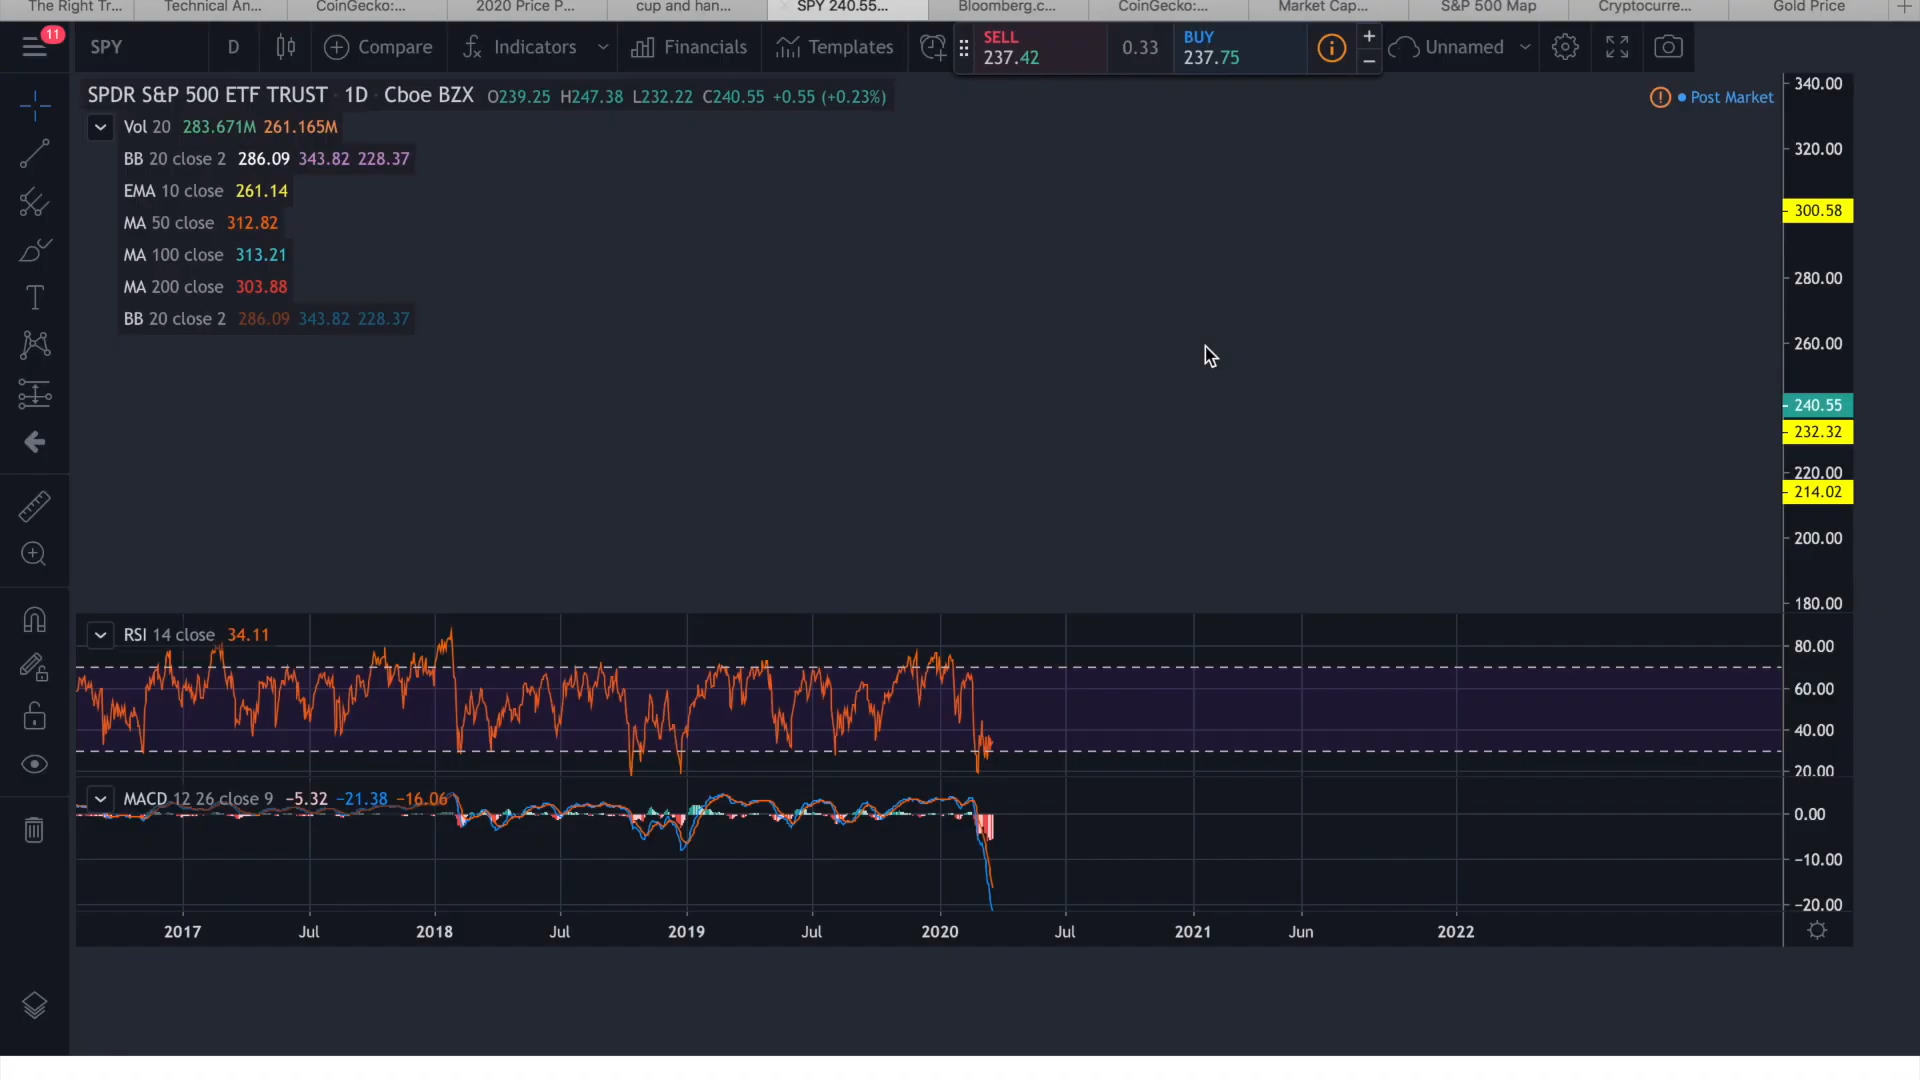 The Right Tr... Technical An... CoinGecko:... 2020 Price P... cup and han... SPY 240.55... Bloomberg.c... CoinGecko:... Market Cap... S&P 500 Map Cryptocurre... Gold Price
11
SPY D Compare Indicators Financials Templates SELL 237.42 0.33 BUY 237.75 Unnamed
SPDR S&P 500 ETF TRUST 1D Cboe BZX O239.25 H247.38 L232.22 C240.55 +0.55 (+0.23%)
Post Market
Vol 20 283.671M 261.165M
BB 20 close 2 286.09 343.82 228.37
EMA 10 close 261.14
MA 50 close 312.82
MA 100 close 313.21
MA 200 close 303.88
BB 20 close 2 286.09 343.82 228.37
340.00
320.00
300.58
280.00
260.00
240.55
232.32
220.00
214.02
200.00
180.00
RSI 14 close 34.11
80.00
60.00
40.00
20.00
MACD 12 26 close 9 −5.32 −21.38 −16.06
0.00
−10.00
−20.00
2017 Jul 2018 Jul 2019 Jul 2020 Jul 2021 Jun 2022